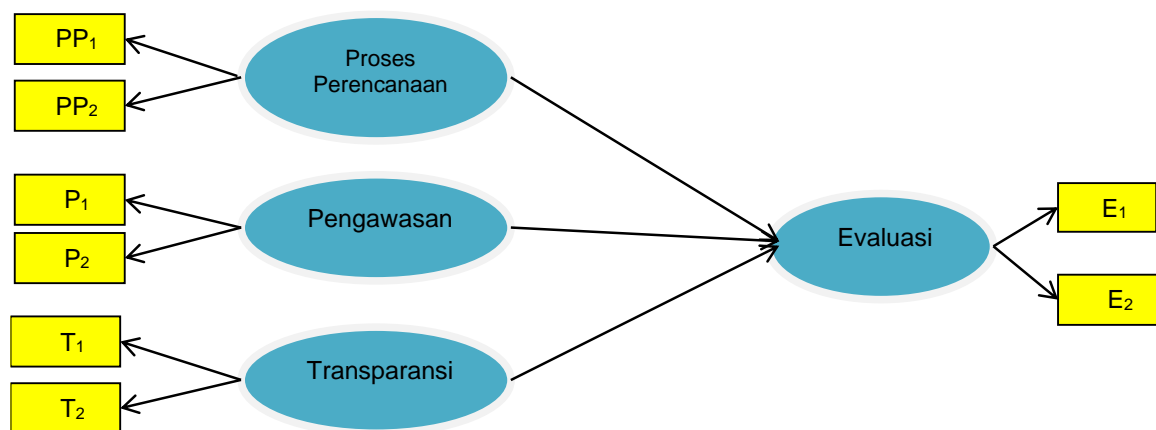 PP₁
PP₂
Proses
Perencanaan
P₁
P₂
Pengawasan
T₁
T₂
Transparansi
Evaluasi
E₁
E₂